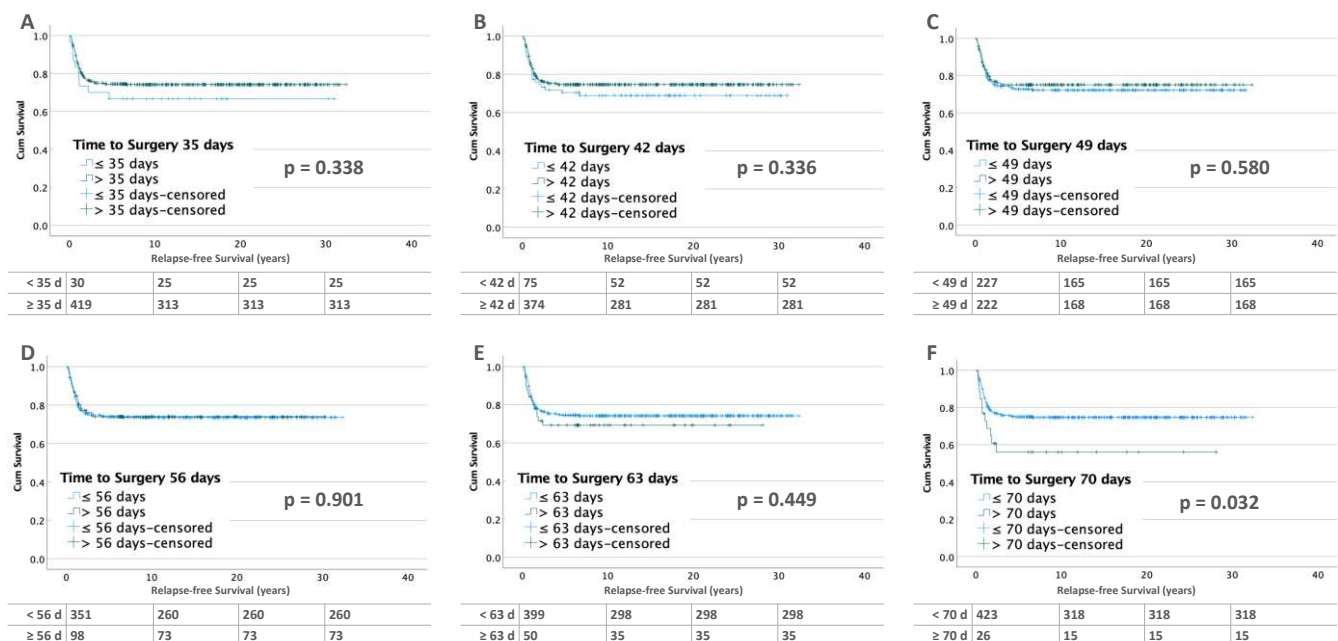 A
1.0
0.8
0.6
0.4
0.2
0.0
Cum Survival
Time to Surgery 35 days
≤ 35 days
> 35 days
≤ 35 days-censored
> 35 days-censored
p = 0.338
0 10 20 30 40
Relapse-free Survival (years)
< 35 d 30 25 25 25
≥ 35 d 419 313 313 313
B
1.0
0.8
0.6
0.4
0.2
0.0
Cum Survival
Time to Surgery 42 days
≤ 42 days
> 42 days
≤ 42 days-censored
> 42 days-censored
p = 0.336
0 10 20 30 40
Relapse-free Survival (years)
< 42 d 75 52 52 52
≥ 42 d 374 281 281 281
C
1.0
0.8
0.6
0.4
0.2
0.0
Cum Survival
Time to Surgery 49 days
≤ 49 days
> 49 days
≤ 49 days-censored
> 49 days-censored
p = 0.580
0 10 20 30 40
Relapse-free Survival (years)
< 49 d 227 165 165 165
≥ 49 d 222 168 168 168
D
1.0
0.8
0.6
0.4
0.2
0.0
Cum Survival
Time to Surgery 56 days
≤ 56 days
> 56 days
≤ 56 days-censored
> 56 days-censored
p = 0.901
0 10 20 30 40
Relapse-free Survival (years)
< 56 d 351 260 260 260
≥ 56 d 98 73 73 73
E
1.0
0.8
0.6
0.4
0.2
0.0
Cum Survival
Time to Surgery 63 days
≤ 63 days
> 63 days
≤ 63 days-censored
> 63 days-censored
p = 0.449
0 10 20 30 40
Relapse-free Survival (years)
< 63 d 399 298 298 298
≥ 63 d 50 35 35 35
F
1.0
0.8
0.6
0.4
0.2
0.0
Cum Survival
Time to Surgery 70 days
≤ 70 days
> 70 days
≤ 70 days-censored
> 70 days-censored
p = 0.032
0 10 20 30 40
Relapse-free Survival (years)
< 70 d 423 318 318 318
≥ 70 d 26 15 15 15